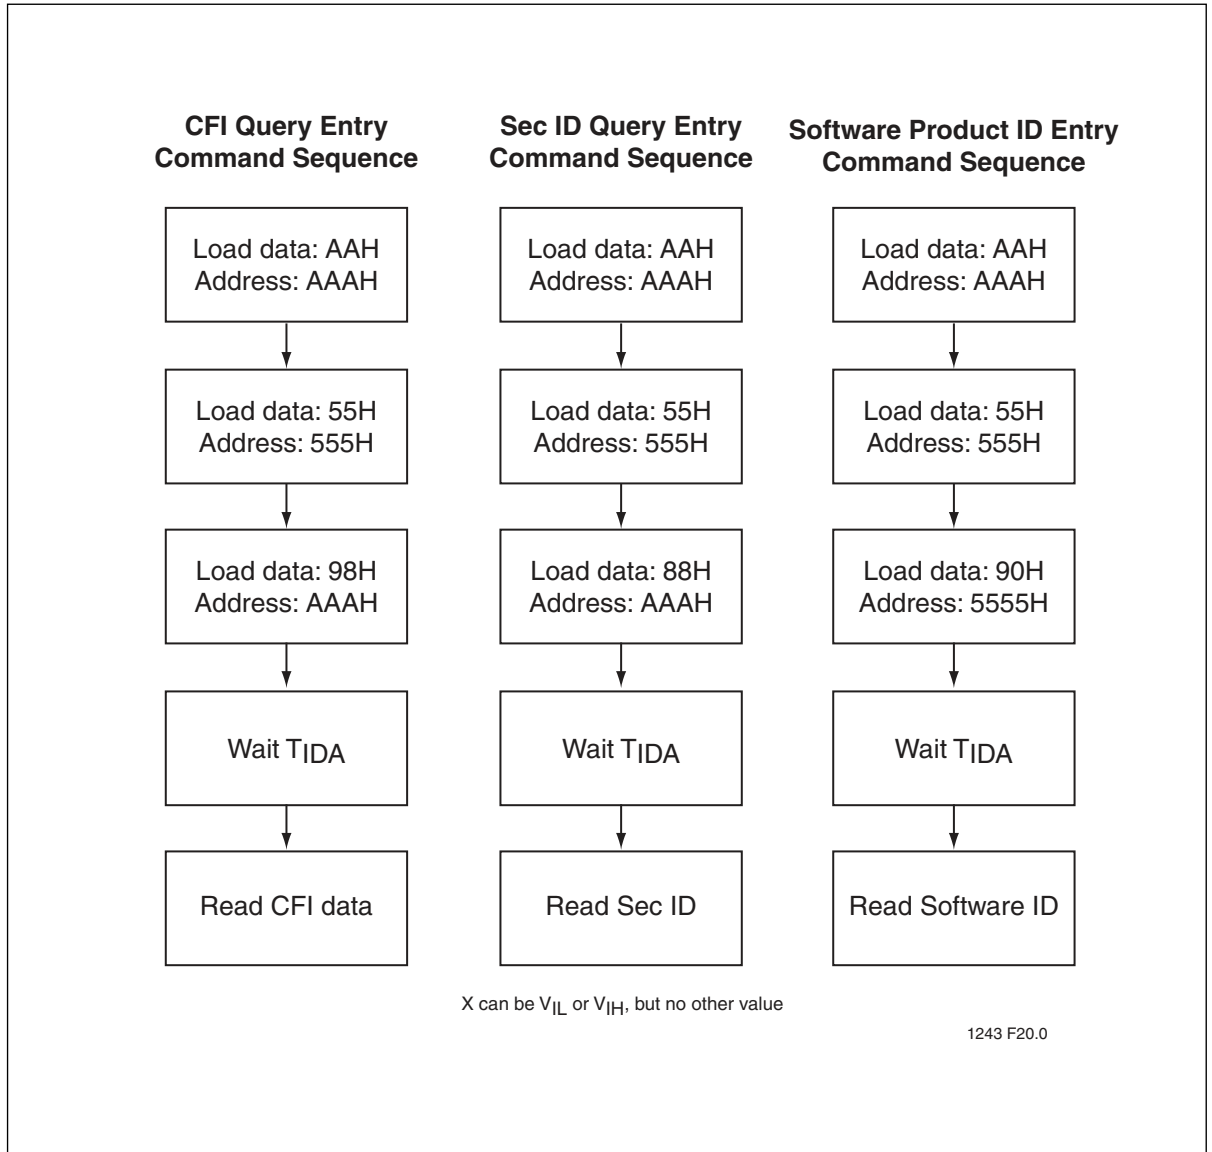 CFI Query Entry
Command Sequence
Load data: AAH
Address: AAAH
Load data: 55H
Address: 555H
Load data: 98H
Address: AAAH
Wait TIDA
Read CFI data
Sec ID Query Entry
Command Sequence
Load data: AAH
Address: AAAH
Load data: 55H
Address: 555H
Load data: 88H
Address: AAAH
Wait TIDA
Read Sec ID
Software Product ID Entry
Command Sequence
Load data: AAH
Address: AAAH
Load data: 55H
Address: 555H
Load data: 90H
Address: 5555H
Wait TIDA
Read Software ID
X can be VIL or VIH, but no other value
1243 F20.0